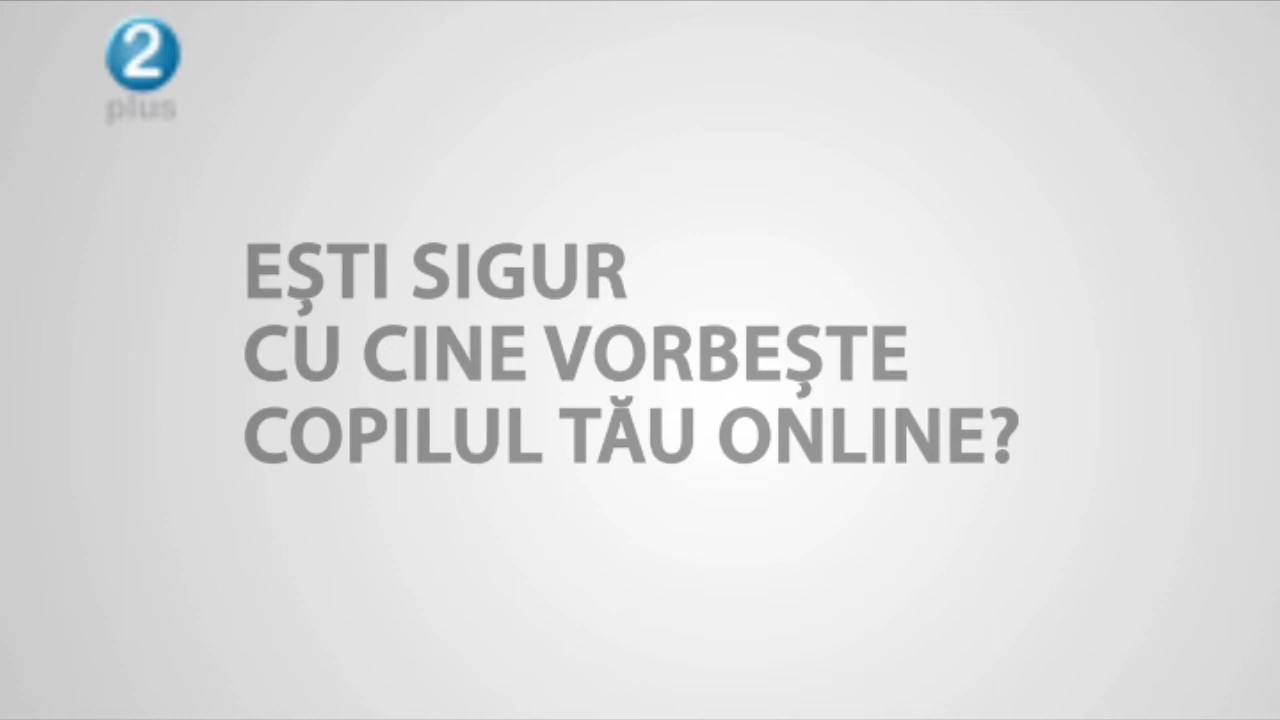 2
plus
EŞTI SIGUR
CU CINE VORBEŞTE
COPILUL TĂU ONLINE?